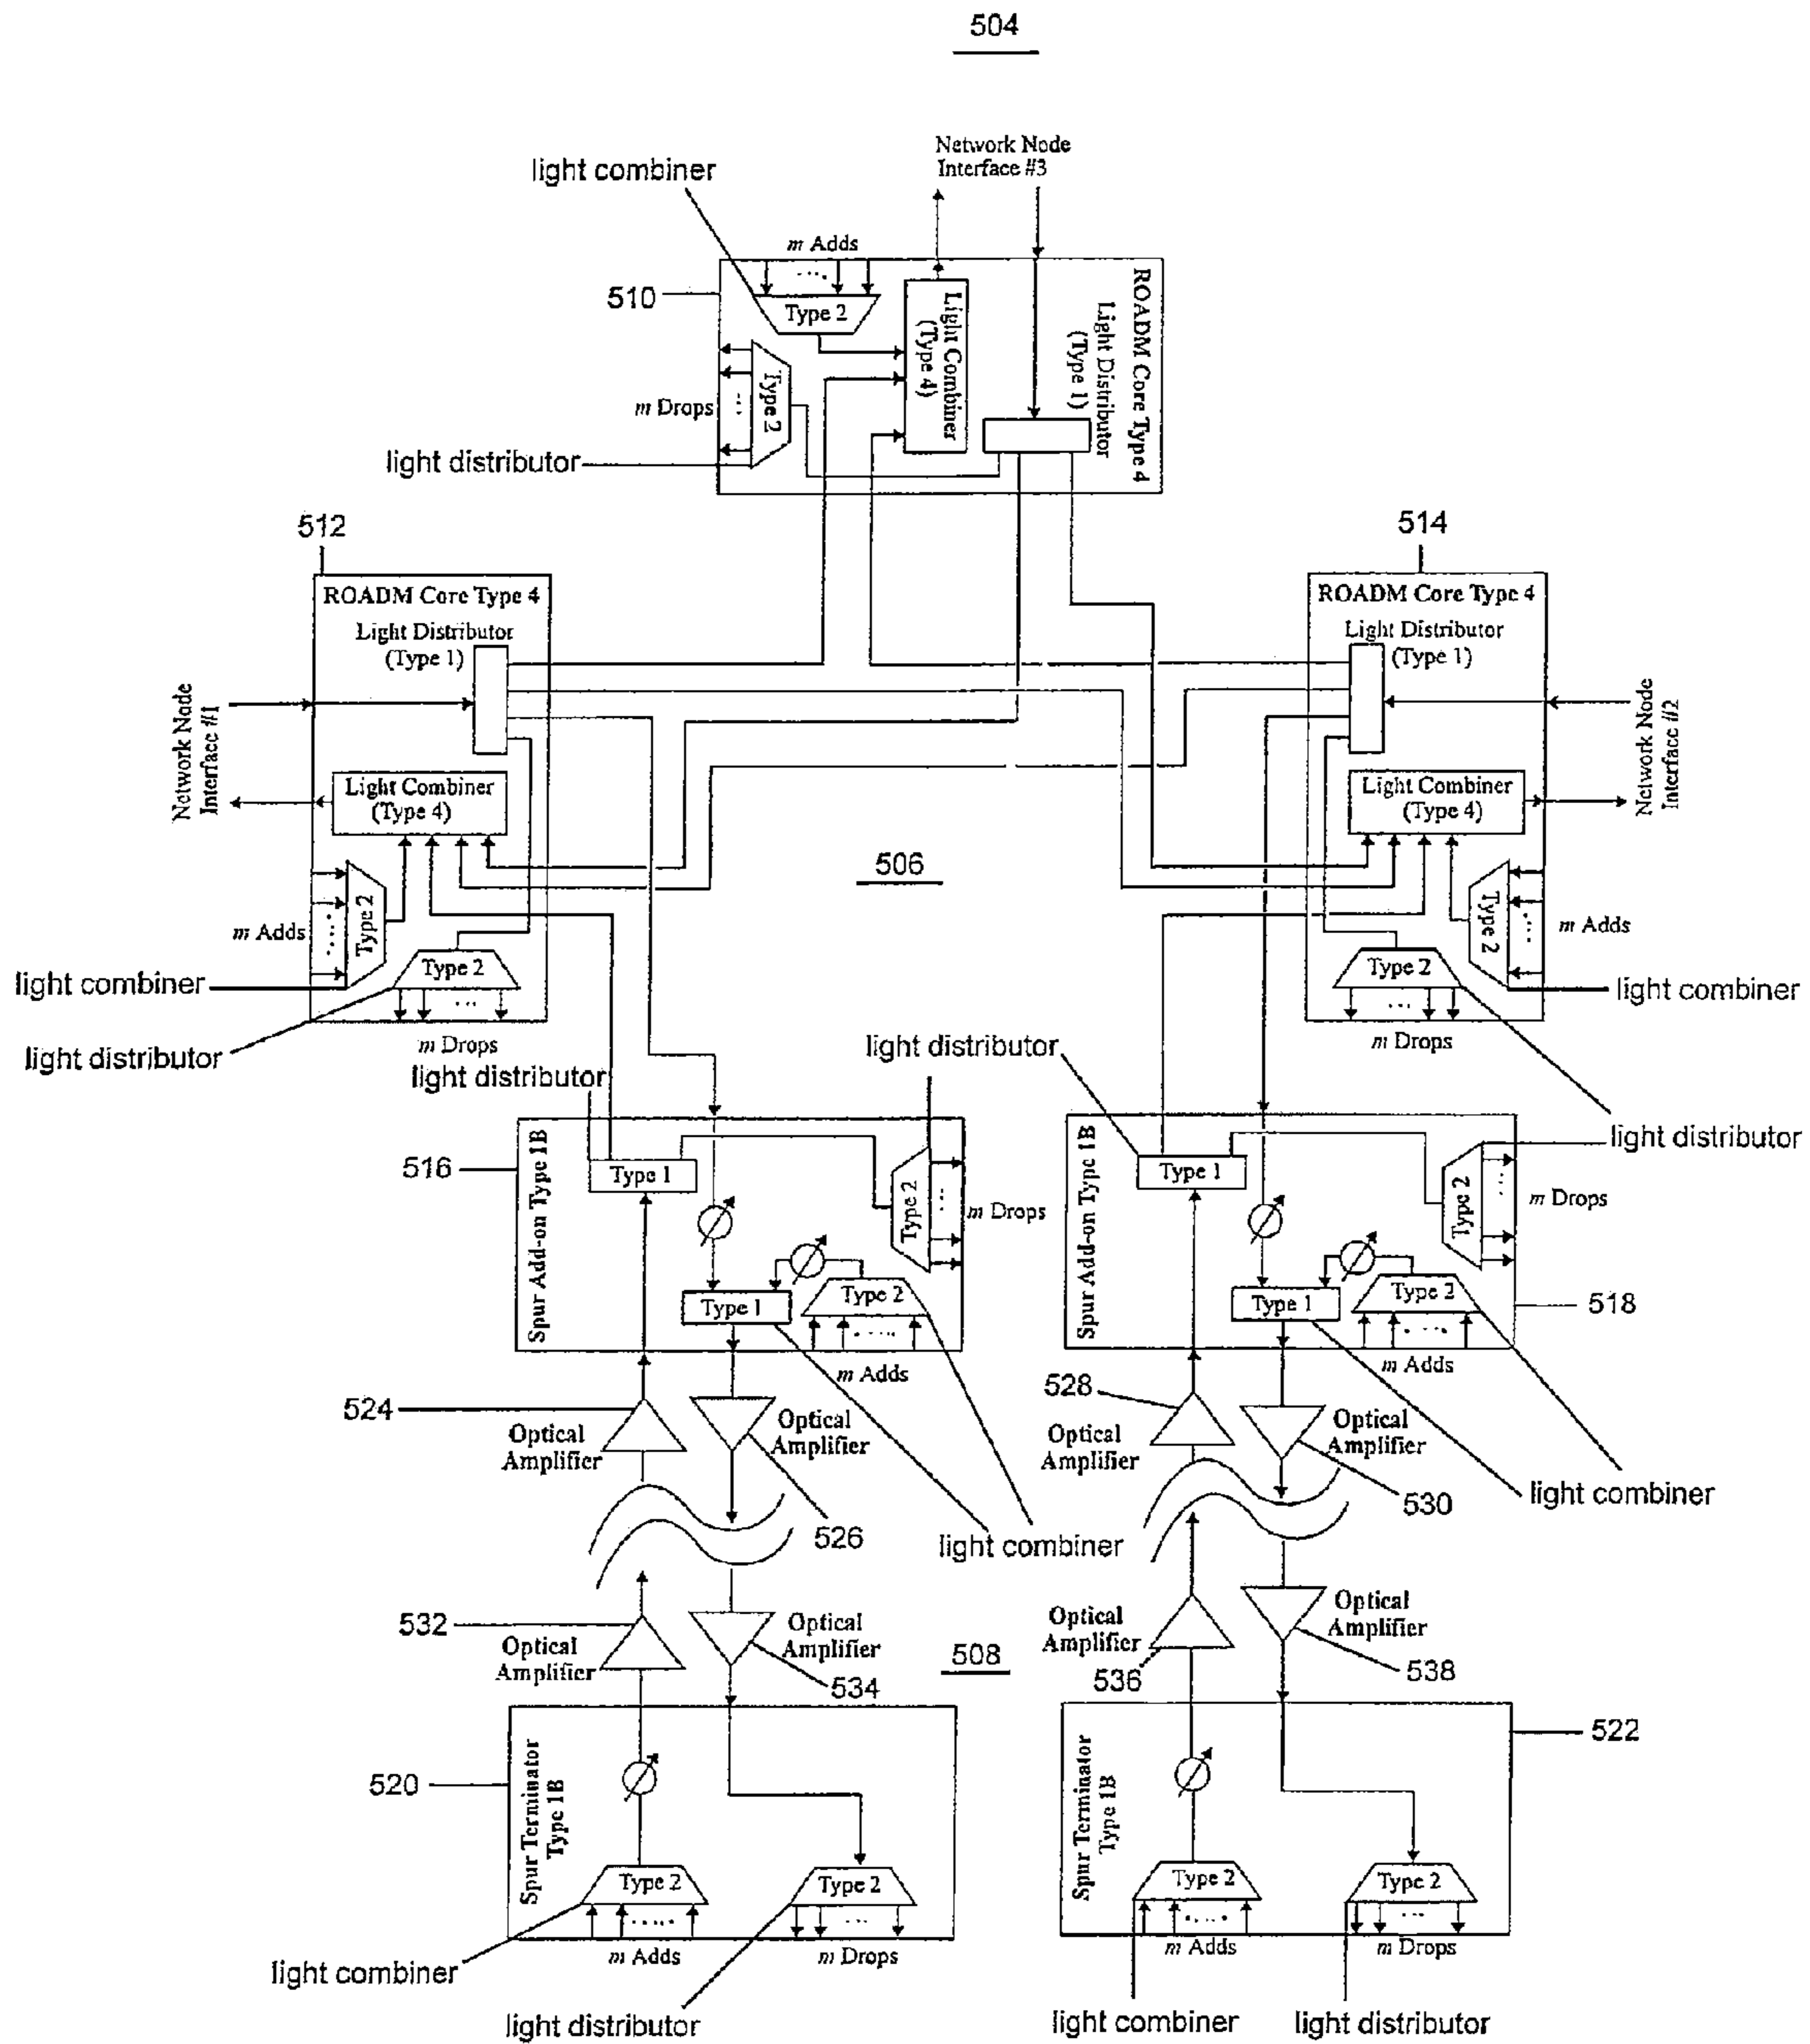 504
Network Node
Interface #3
light combiner
m Adds
510
Type 2
Light Combiner
(Type 4)
Light Distributor
(Type 1)
ROADM Core Type 4
m Drops
Type 2
light distributor
512
ROADM Core Type 4
Light Distributor
(Type 1)
Network Node
Interface #1
Light Combiner
(Type 4)
m Adds
Type 2
Type 2
light combiner
light distributor
m Drops
514
ROADM Core Type 4
Light Distributor
(Type 1)
Network Node
Interface #2
Light Combiner
(Type 4)
Type 2
m Adds
Type 2
light combiner
m Drops
light distributor
506
light distributor
light distributor
516
Spur Add-on Type 1B
Type 1
Type 2
m Drops
Type 1
Type 2
m Adds
Spur Add-on Type 1B
Type 1
Type 2
m Drops
Type 1
Type 2
518
m Adds
524
Optical
Amplifier
Optical
Amplifier
526
light combiner
528
Optical
Amplifier
Optical
Amplifier
530
light combiner
532
Optical
Amplifier
Optical
Amplifier
534
508
Optical
Amplifier
536
Optical
Amplifier
538
520
Spur Terminator
Type 1B
Type 2
Type 2
m Adds
m Drops
light combiner
light distributor
522
Spur Terminator
Type 1B
Type 2
Type 2
m Adds
m Drops
light combiner
light distributor